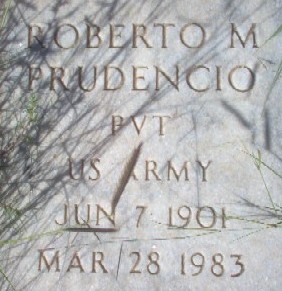 ROBERTO M
PRUDENCIO
PVT
US ARMY
JUN 7 1901
MAR 28 1983